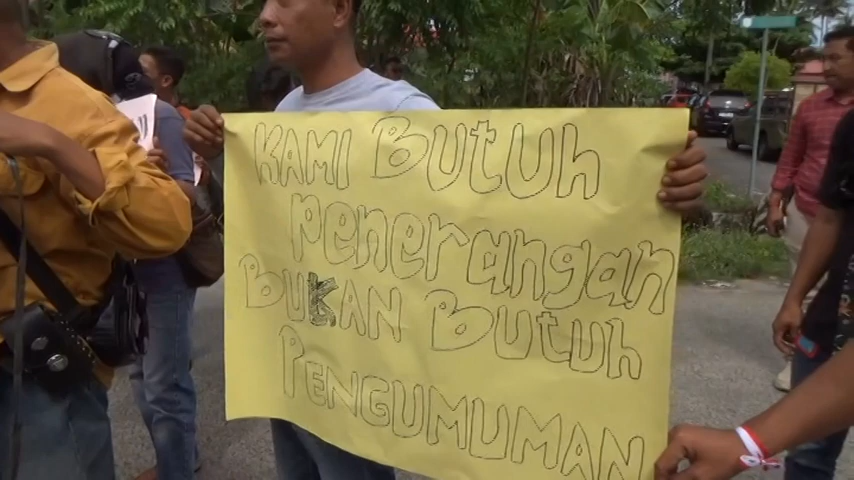 KAMI BUtUh
Penerangan
BUKAN BUtUh
PENGUMUMAN